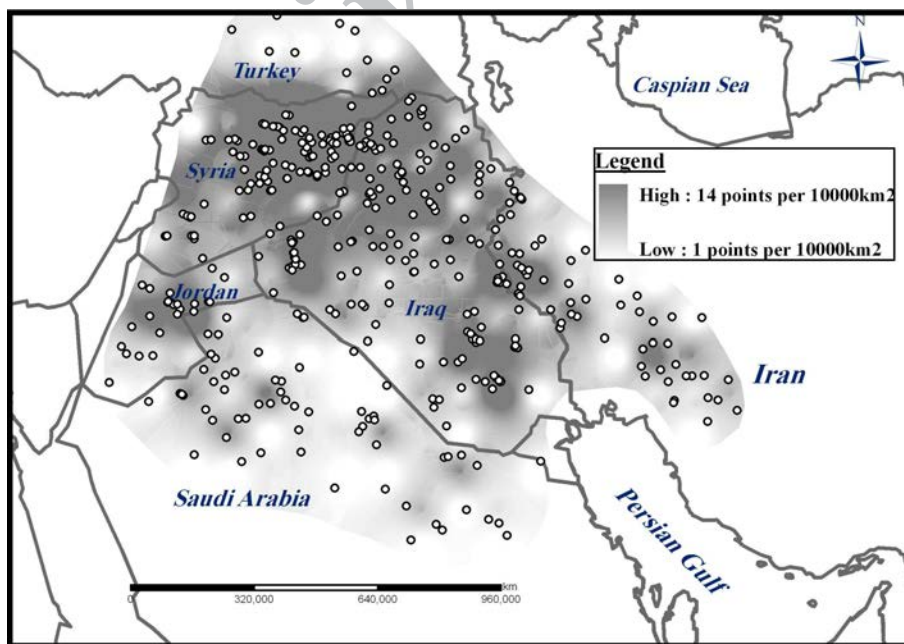 N
Turkey
Caspian Sea
Legend
High : 14 points per 10000km2
Low : 1 points per 10000km2
Syria
Jordan
Iraq
Iran
Saudi Arabia
Persian Gulf
km
0 320,000 640,000 960,000